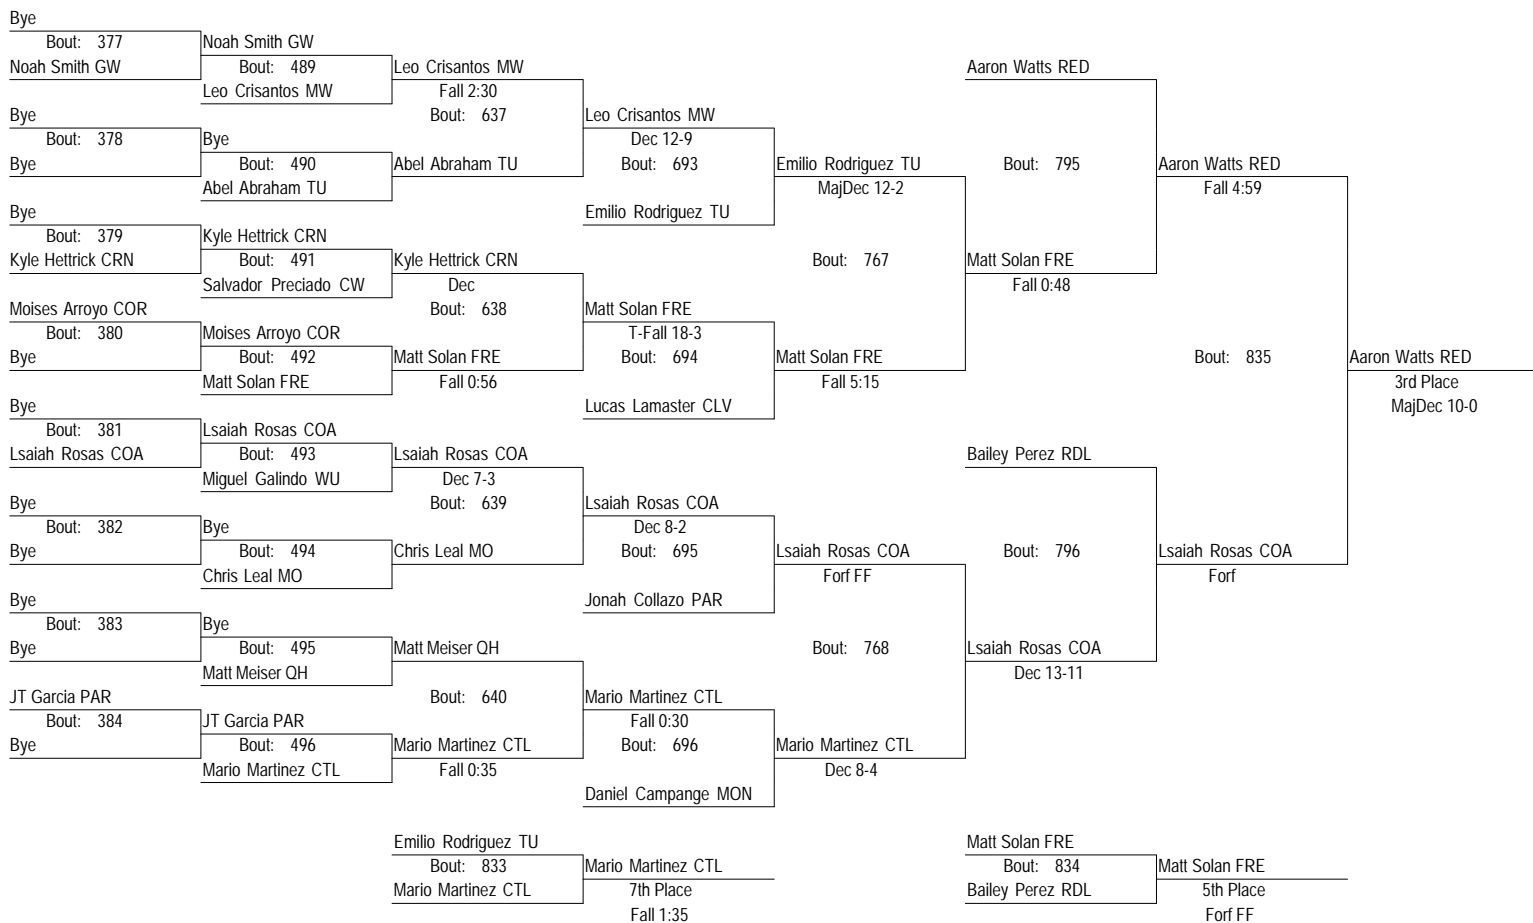 Bye
Bout: 377 Noah Smith GW
Noah Smith GW Bout: 489 Leo Crisantos MW Aaron Watts RED
Leo Crisantos MW Fall 2:30
Bye Bout: 637 Leo Crisantos MW
Bout: 378 Bye Dec 12-9
Bye Bout: 490 Abel Abraham TU Bout: 693 Emilio Rodriguez TU Bout: 795 Aaron Watts RED
Abel Abraham TU MajDec 12-2 Fall 4:59
Bye Emilio Rodriguez TU
Bout: 379 Kyle Hettrick CRN
Kyle Hettrick CRN Bout: 491 Kyle Hettrick CRN Bout: 767 Matt Solan FRE
Salvador Preciado CW Dec Fall 0:48
Moises Arroyo COR Bout: 638 Matt Solan FRE
Bout: 380 Moises Arroyo COR T-Fall 18-3
Bye Bout: 492 Matt Solan FRE Bout: 694 Matt Solan FRE Bout: 835 Aaron Watts RED
Matt Solan FRE Fall 0:56 Fall 5:15 3rd Place
Bye Lucas Lamaster CLV MajDec 10-0
Bout: 381 Lsaiah Rosas COA
Lsaiah Rosas COA Bout: 493 Lsaiah Rosas COA Bailey Perez RDL
Miguel Galindo WU Dec 7-3
Bye Bout: 639 Lsaiah Rosas COA
Bout: 382 Bye Dec 8-2
Bye Bout: 494 Chris Leal MO Bout: 695 Lsaiah Rosas COA Bout: 796 Lsaiah Rosas COA
Chris Leal MO Forf FF Forf
Bye Jonah Collazo PAR
Bout: 383 Bye
Bye Bout: 495 Matt Meiser QH Bout: 768 Lsaiah Rosas COA
Matt Meiser QH Dec 13-11
JT Garcia PAR Bout: 640 Mario Martinez CTL
Bout: 384 JT Garcia PAR Fall 0:30
Bye Bout: 496 Mario Martinez CTL Bout: 696 Mario Martinez CTL
Mario Martinez CTL Fall 0:35 Dec 8-4
Daniel Campange MON
Emilio Rodriguez TU Matt Solan FRE
Bout: 833 Mario Martinez CTL Bout: 834 Matt Solan FRE
Mario Martinez CTL 7th Place Bailey Perez RDL 5th Place
Fall 1:35 Forf FF